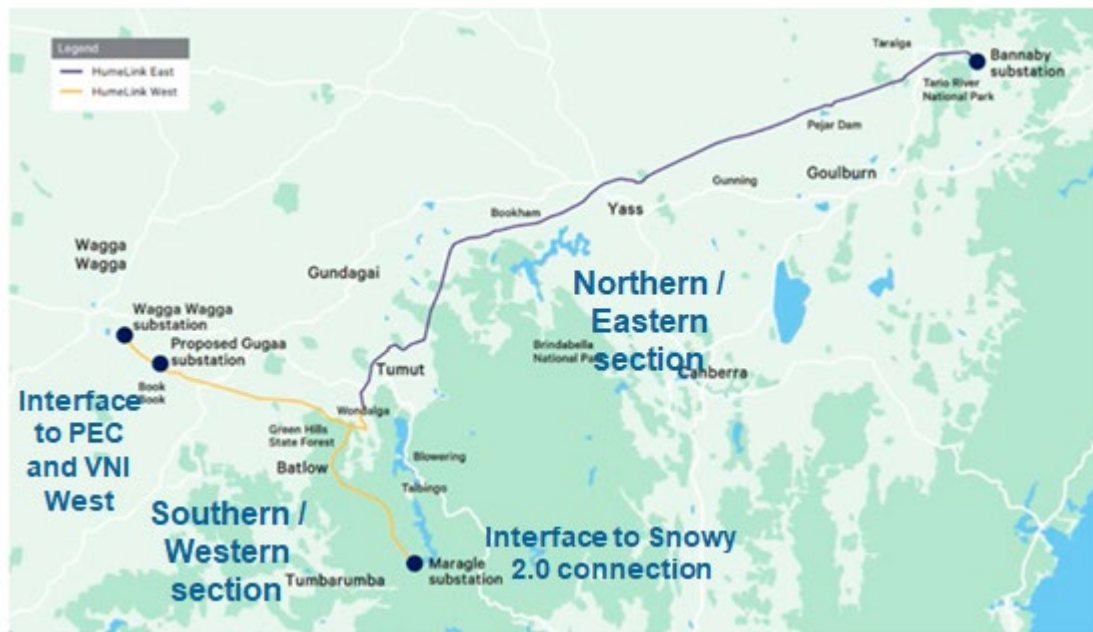 Legend
HumeLink East
HumeLink West
Taralga
Bannaby
substation
Tarlo River
National Park
Pejar Dam
Goulburn
Gunning
Yass
Bookham
Wagga
Wagga
Gundagai
Wagga Wagga
substation
Proposed Gugaa
substation
Northern /
Eastern
section
Brindabella
National Park
Canberra
Tumut
Book
Book
Interface
to PEC
and VNI
West
Wondalga
Green Hills
State Forest
Batlow
Blowering
Talbingo
Southern /
Western
section
Interface to Snowy
2.0 connection
Maragle
substation
Tumbarumba